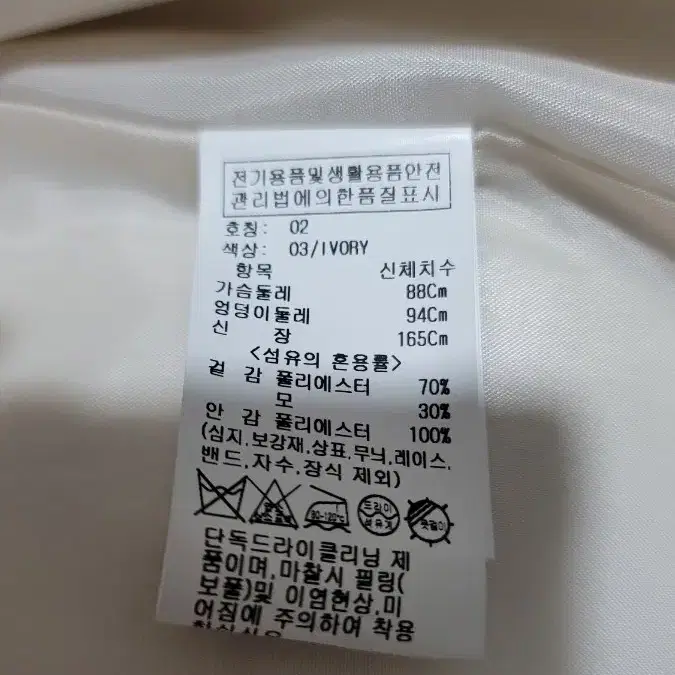 전기용품및생활용품안전
관리법에의한품질표시
호칭: 02
색상: 03/IVORY
항목 신체치수
가슴둘레 88Cm
엉덩이둘레 94Cm
신 장 165Cm
<섬유의 혼용률>
겉 감 폴리에스터 70%
모 30%
안 감 폴리에스터 100%
(심지,보강재,상표,무늬,레이스,
밴드,자수,장식 제외)
80-120℃ 드라이
옷걸이
단독드라이클리닝 제
품이며,마찰시 필링(
보풀)및 이염현상,미
어짐에 주의하여 착용